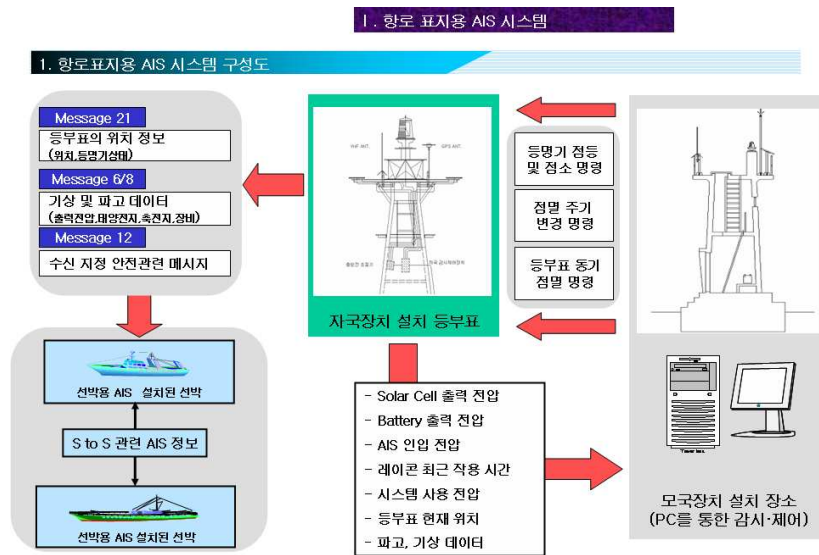 Ⅰ. 항로 표지용 AIS 시스템
1. 항로표지용 AIS 시스템 구성도
Message 21
등부표의 위치 정보
(위치,등명기상태)
Message 6/8
기상 및 파고 데이터
(출력전압,태양전지,축전지,장비)
Message 12
수신 지정 안전관련 메시지
선박용 AIS 설치된 선박
S to S 관련 AIS 정보
선박용 AIS 설치된 선박
VHF ANT.
GPS ANT.
자국장치 설치 등부표
등명기 점등
및 점소 명령
점멸 주기
변경 명령
등부표 동기
점멸 명령
- Solar Cell 출력 전압
- Battery 출력 전압
- AIS 인입 전압
- 레이콘 최근 작용 시간
- 시스템 사용 전압
- 등부표 현재 위치
- 파고, 기상 데이터
모국장치 설치 장소
(PC를 통한 감시·제어)